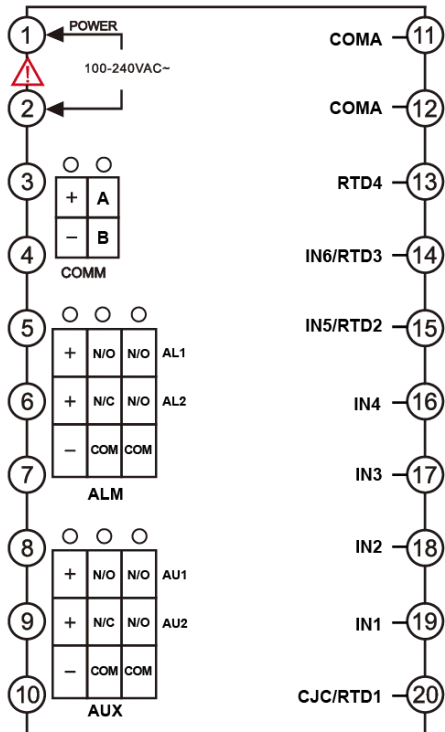 1 POWER
100-240VAC~
2
3
+ A
- B
4
COMM
5
+ N/O N/O AL1
6
+ N/C N/O AL2
- COM COM
7
ALM
8
+ N/O N/O AU1
9
+ N/C N/O AU2
- COM COM
10
AUX
COMA 11
COMA 12
RTD4 13
IN6/RTD3 14
IN5/RTD2 15
IN4 16
IN3 17
IN2 18
IN1 19
CJC/RTD1 20